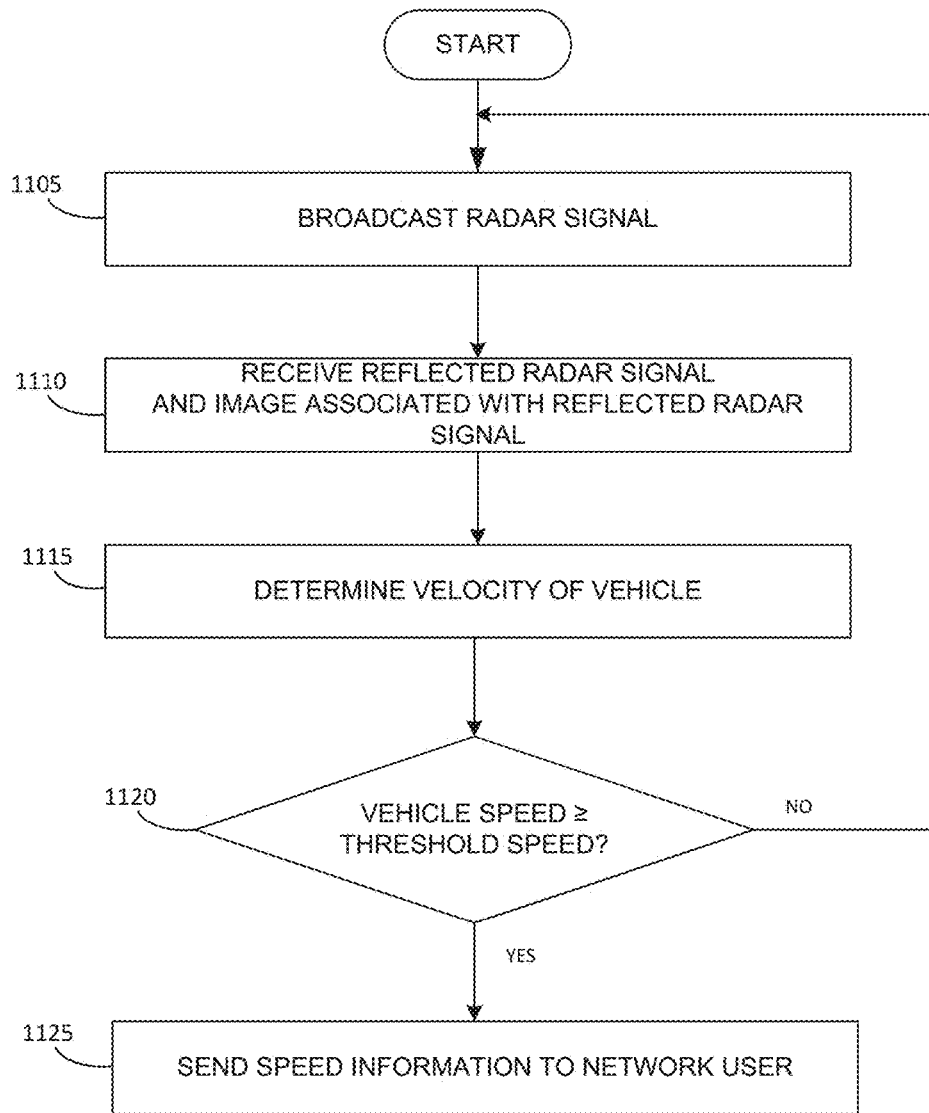 START
1105
BROADCAST RADAR SIGNAL
1110
RECEIVE REFLECTED RADAR SIGNAL
AND IMAGE ASSOCIATED WITH REFLECTED RADAR
SIGNAL
1115
DETERMINE VELOCITY OF VEHICLE
1120
VEHICLE SPEED ≥
THRESHOLD SPEED?
NO
YES
1125
SEND SPEED INFORMATION TO NETWORK USER